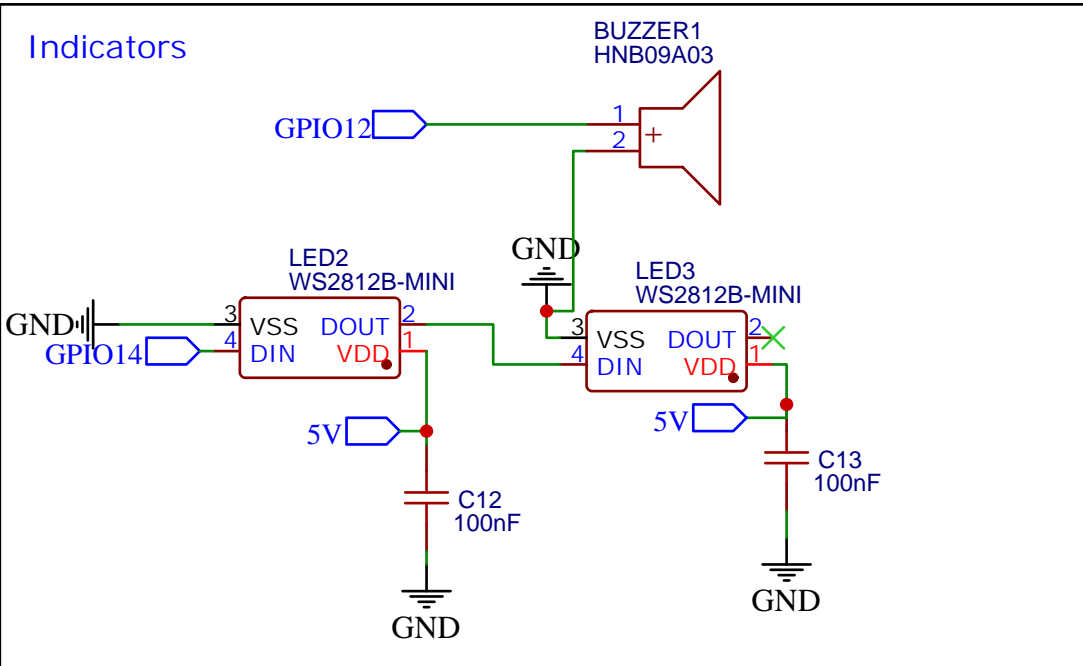 Indicators
BUZZER1
HNB09A03
GPIO12
1
2
+
GND
LED2
WS2812B-MINI
LED3
WS2812B-MINI
GND
3
VSS
DOUT
2
GPIO14
4
DIN
VDD
1
3
VSS
DOUT
2
4
DIN
VDD
1
5V
5V
C12
100nF
C13
100nF
GND
GND